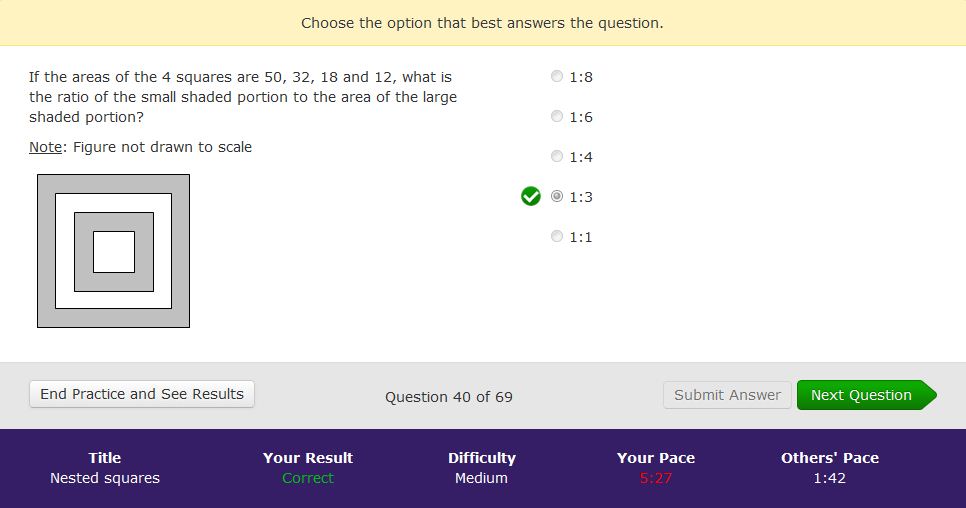 Choose the option that best answers the question.
If the areas of the 4 squares are 50, 32, 18 and 12, what is
the ratio of the small shaded portion to the area of the large
shaded portion?
Note: Figure not drawn to scale
1:8
1:6
1:4
1:3
1:1
End Practice and See Results
Question 40 of 69
Submit Answer
Next Question
Title
Nested squares
Your Result
Correct
Difficulty
Medium
Your Pace
5:27
Others' Pace
1:42